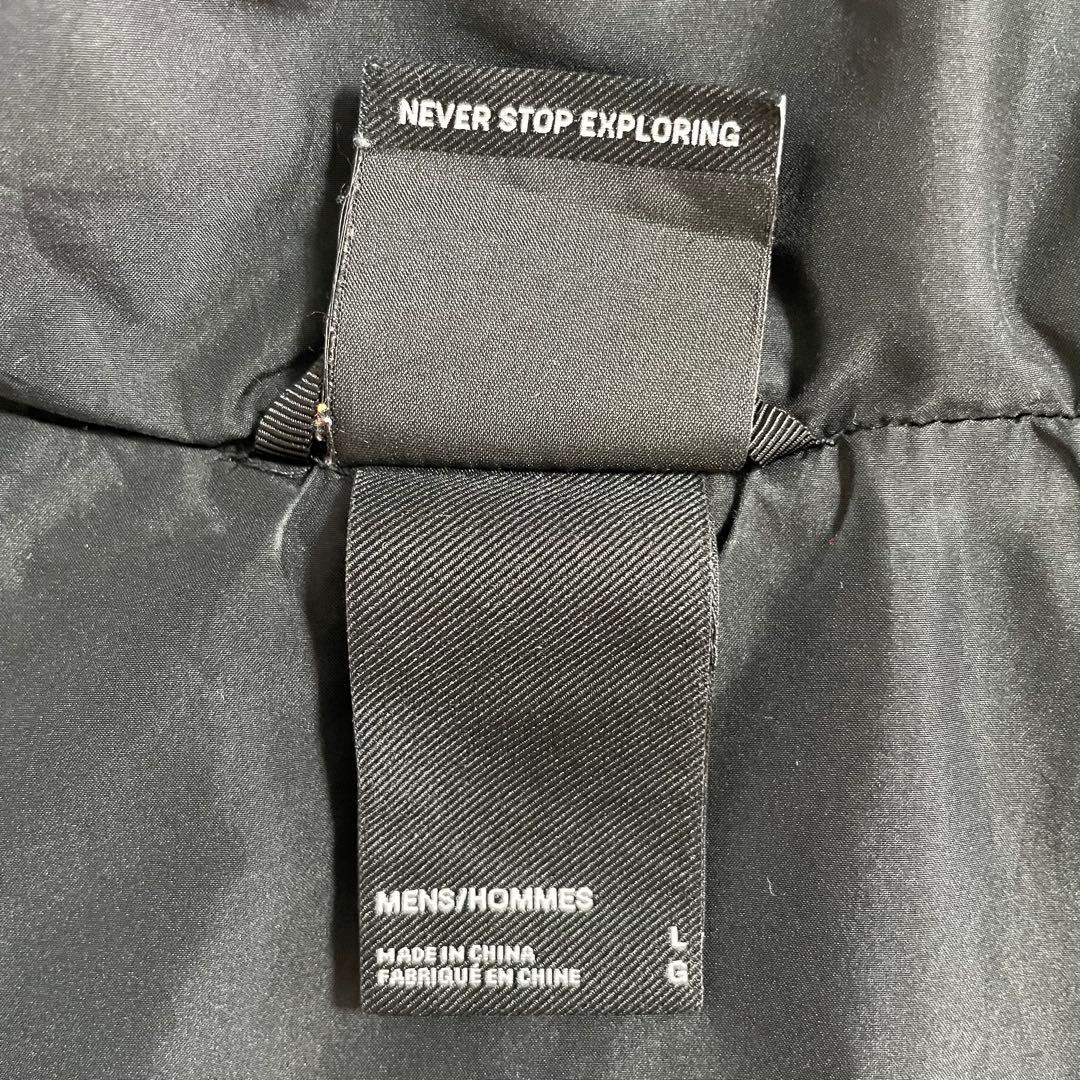 NEVER STOP EXPLORING
MENS/HOMMES
MADE IN CHINA
FABRIQUÉ EN CHINE
L
G